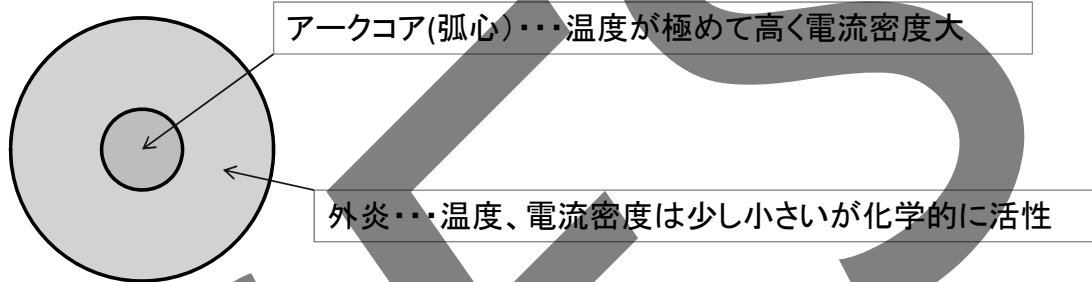 アークコア(弧心)・・・温度が極めて高く電流密度大
外炎・・・温度、電流密度は少し小さいが化学的に活性